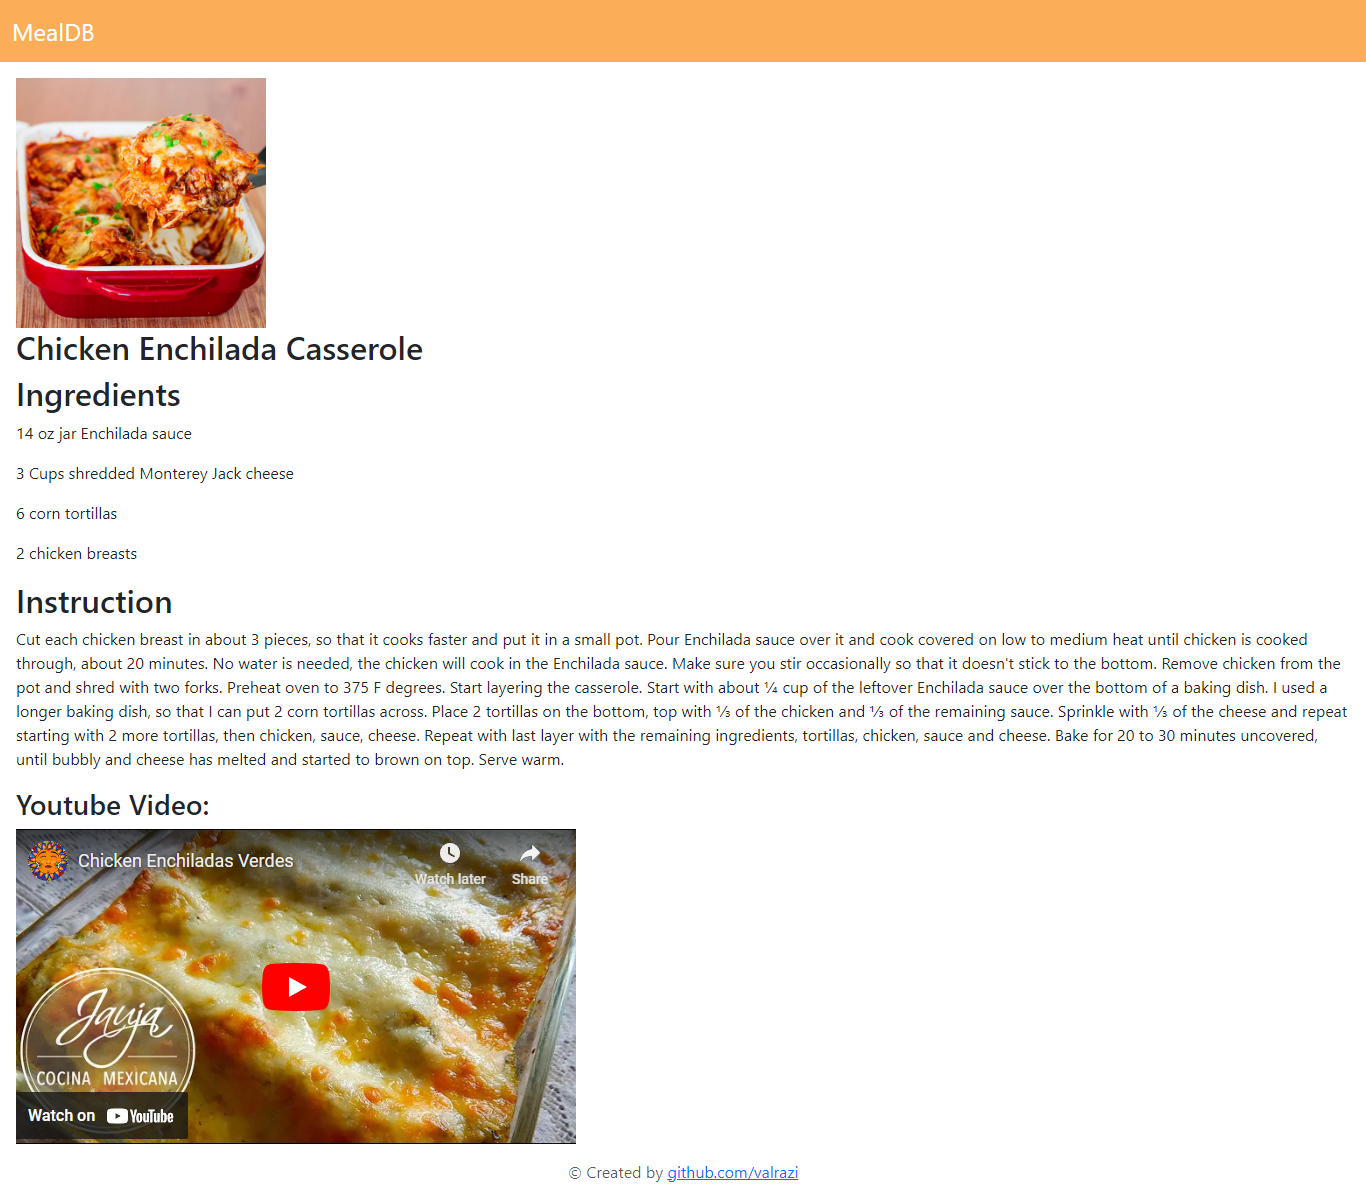 MealDB
Chicken Enchilada Casserole
Ingredients
14 oz jar Enchilada sauce
3 Cups shredded Monterey Jack cheese
6 corn tortillas
2 chicken breasts
Instruction
Cut each chicken breast in about 3 pieces, so that it cooks faster and put it in a small pot. Pour Enchilada sauce over it and cook covered on low to medium heat until chicken is cooked
through, about 20 minutes. No water is needed, the chicken will cook in the Enchilada sauce. Make sure you stir occasionally so that it doesn't stick to the bottom. Remove chicken from the
pot and shred with two forks. Preheat oven to 375 F degrees. Start layering the casserole. Start with about ¼ cup of the leftover Enchilada sauce over the bottom of a baking dish. I used a
longer baking dish, so that I can put 2 corn tortillas across. Place 2 tortillas on the bottom, top with ⅓ of the chicken and ⅓ of the remaining sauce. Sprinkle with ⅓ of the cheese and repeat
starting with 2 more tortillas, then chicken, sauce, cheese. Repeat with last layer with the remaining ingredients, tortillas, chicken, sauce and cheese. Bake for 20 to 30 minutes uncovered,
until bubbly and cheese has melted and started to brown on top. Serve warm.
Youtube Video:
Chicken Enchiladas Verdes
Watch later
Share
Jauja
COCINA MEXICANA
Watch on YouTube
© Created by github.com/valrazi